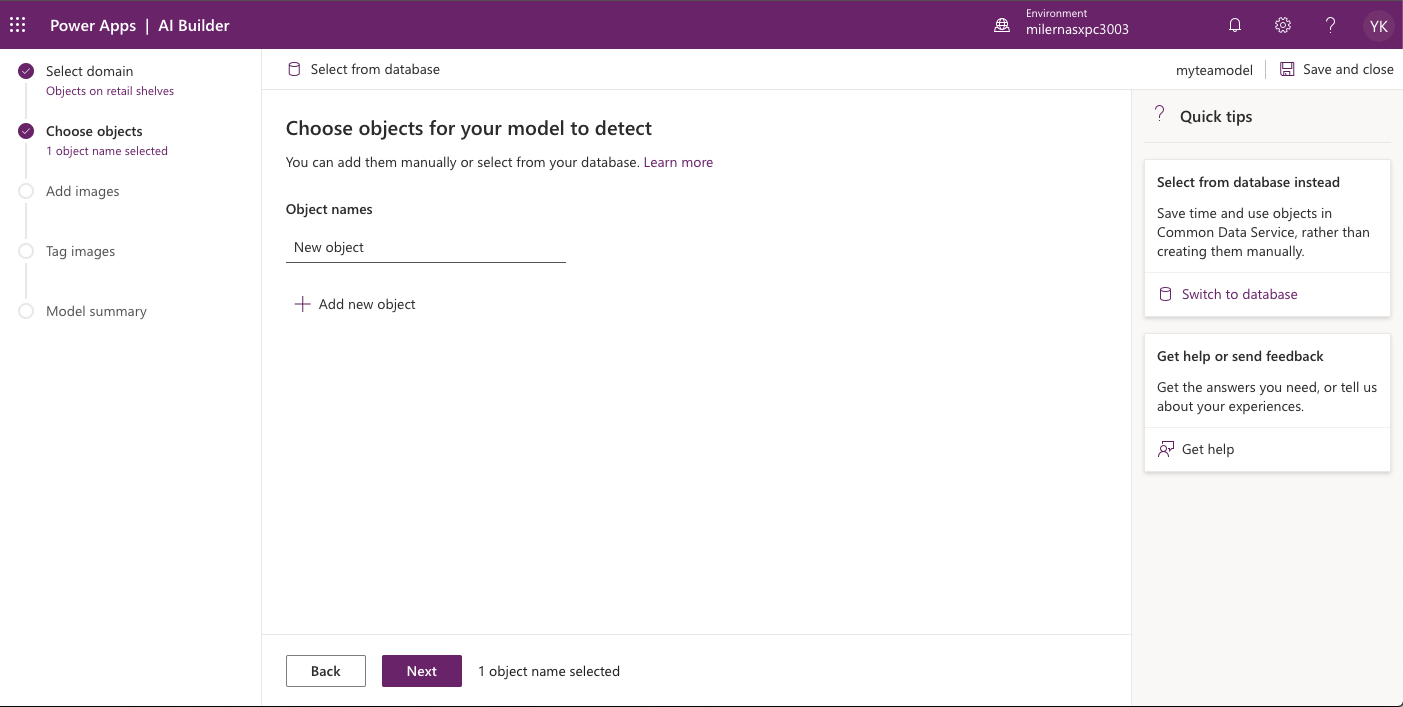 Power Apps | AI Builder
Environment
milernasxpc3003
?
YK
Select domain
Objects on retail shelves
Choose objects
1 object name selected
Add images
Tag images
Model summary
Select from database
myteamodel
Save and close
Choose objects for your model to detect
You can add them manually or select from your database. Learn more
Object names
New object
Add new object
Back
Next
1 object name selected
? Quick tips
Select from database instead
Save time and use objects in
Common Data Service, rather than
creating them manually.
Switch to database
Get help or send feedback
Get the answers you need, or tell us
about your experiences.
Get help